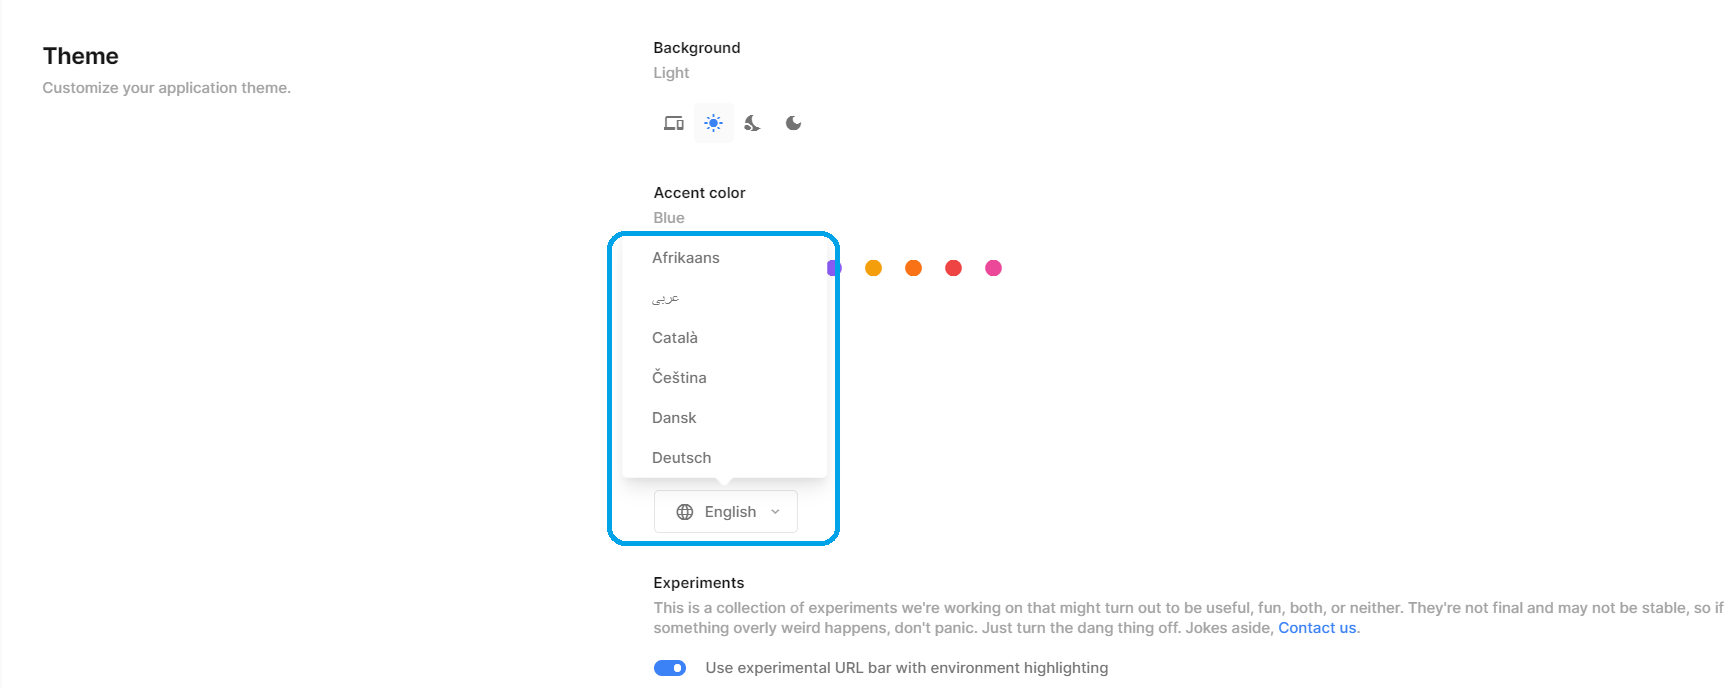 Theme
Customize your application theme.
Background
Light
Accent color
Blue
Afrikaans
عربى
Català
Čeština
Dansk
Deutsch
English
Experiments
This is a collection of experiments we're working on that might turn out to be useful, fun, both, or neither. They're not final and may not be stable, so if
something overly weird happens, don't panic. Just turn the dang thing off. Jokes aside, Contact us.
Use experimental URL bar with environment highlighting